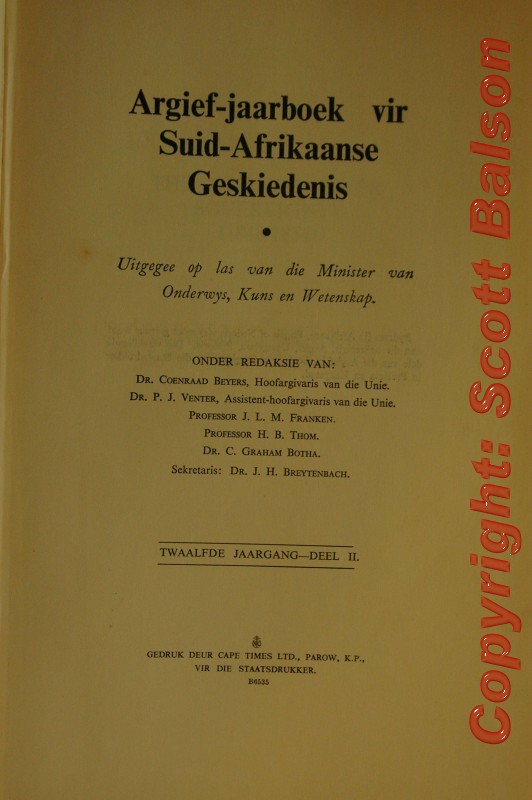 Argief-jaarboek vir
Suid-Afrikaanse
Geskiedenis
Uitgegee op las van die Minister van
Onderwys, Kuns en Wetenskap.
ONDER REDAKSIE VAN:
DR. COENRAAD BEYERS, Hoofargivaris van die Unie.
DR. P. J. VENTER, Assistent-hoofargivaris van die Unie.
PROFESSOR J. L. M. FRANKEN.
PROFESSOR H. B. THOM.
DR. C. GRAHAM BOTHA.
Sekretaris: DR. J. H. BREYTENBACH.
TWAALFDE JAARGANG—DEEL II.
GEDRUK DEUR CAPE TIMES LTD., PAROW, K.P.,
VIR DIE STAATSDRUKKER.
B6535
Copyright: Scott Balson